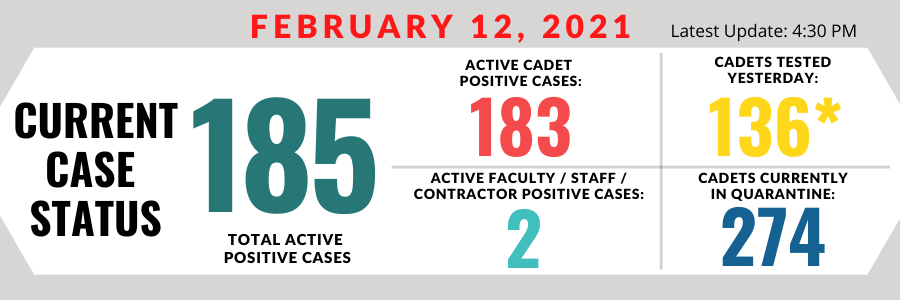 FEBRUARY 12, 2021
Latest Update: 4:30 PM
CURRENT
CASE
STATUS
185
TOTAL ACTIVE
POSITIVE CASES
ACTIVE CADET
POSITIVE CASES:
183
CADETS TESTED
YESTERDAY:
136*
ACTIVE FACULTY / STAFF /
CONTRACTOR POSITIVE CASES:
2
CADETS CURRENTLY
IN QUARANTINE:
274